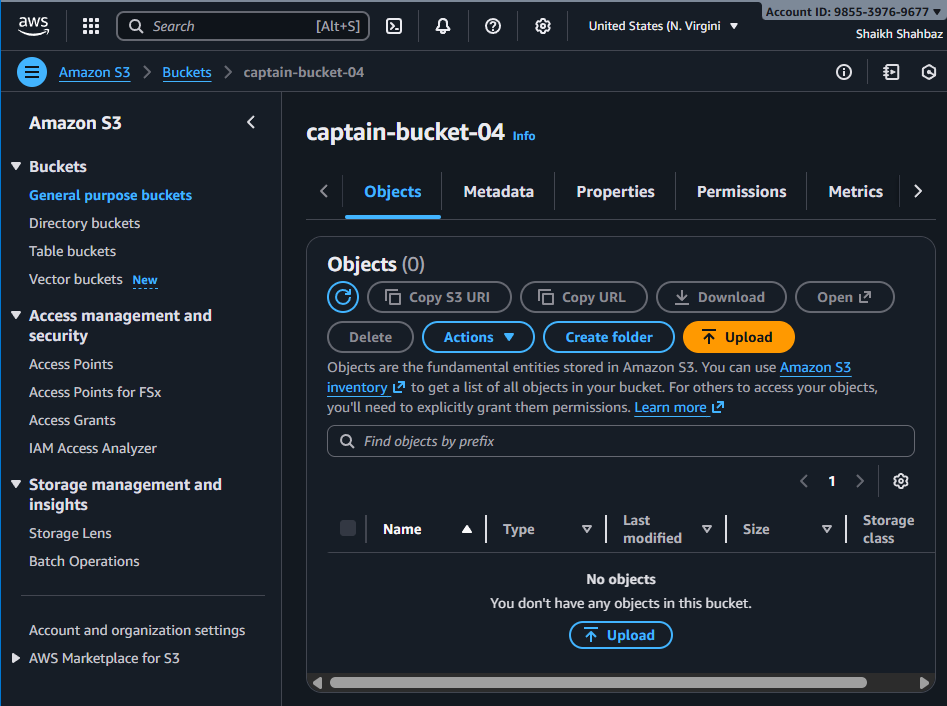 aws
Search [Alt+S]
United States (N. Virgini
Account ID: 9855-3976-9677
Shaikh Shahbaz
Amazon S3 > Buckets > captain-bucket-04
Amazon S3
Buckets
General purpose buckets
Directory buckets
Table buckets
Vector buckets New
Access management and
security
Access Points
Access Points for FSx
Access Grants
IAM Access Analyzer
Storage management and
insights
Storage Lens
Batch Operations
Account and organization settings
AWS Marketplace for S3
captain-bucket-04 Info
Objects Metadata Properties Permissions Metrics
Objects (0)
Copy S3 URI Copy URL Download Open
Delete Actions Create folder Upload
Objects are the fundamental entities stored in Amazon S3. You can use Amazon S3
inventory to get a list of all objects in your bucket. For others to access your objects,
you'll need to explicitly grant them permissions. Learn more
Find objects by prefix
1
Name Type Last modified Size Storage class
No objects
You don't have any objects in this bucket.
Upload